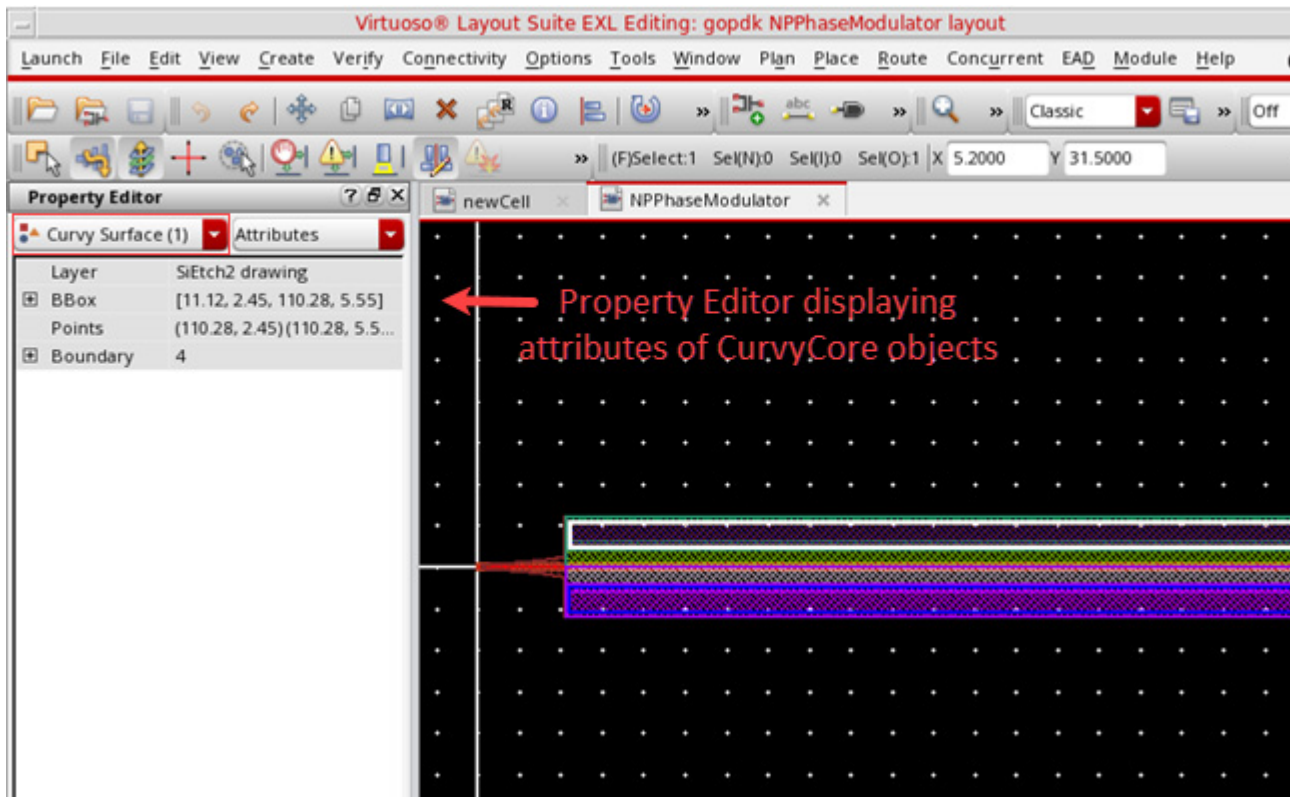 Virtuoso® Layout Suite EXL Editing: gopdk NPPhaseModulator layout
Launch File Edit View Create Verify Connectivity Options Tools Window Plan Place Route Concurrent EAD Module Help
R » abc » » Classic » Off
» (F)Select:1 Sel(N):0 Sel(I):0 Sel(O):1 X 5.2000 Y 31.5000
Property Editor
newCell NPPhaseModulator
Curvy Surface (1) Attributes
Layer SiEtch2 drawing
BBox [11.12, 2.45, 110.28, 5.55]
Points (110.28, 2.45) (110.28, 5.5...
Boundary 4
Property Editor displaying
attributes of CurvyCore objects